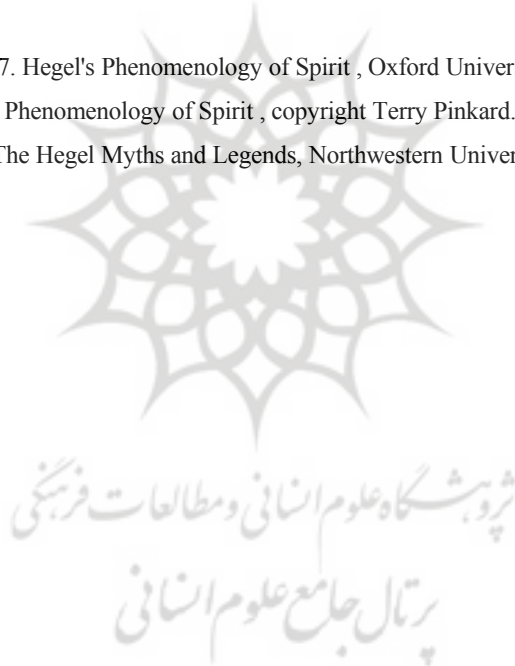 7. Hegel's Phenomenology of Spirit , Oxford Univer
Phenomenology of Spirit , copyright Terry Pinkard.
The Hegel Myths and Legends, Northwestern Univer
پژوهشگاه علوم انسانی و مطالعات فرهنگی
پرتال جامع علوم انسانی